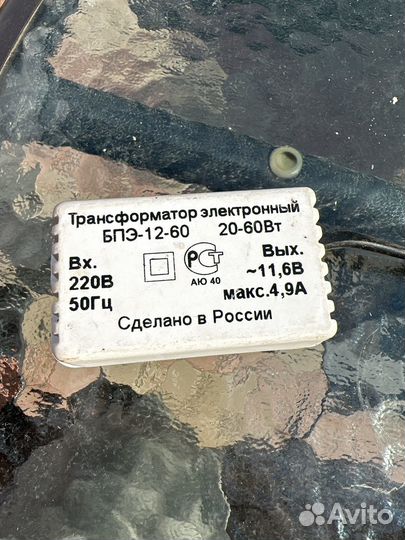 Трансформатор электронный
БПЭ-12-60 20-60Вт
Вх. РСТ Вых.
220В АЮ 40 ~11,6В
50Гц макс.4,9А
Сделано в России
Avito